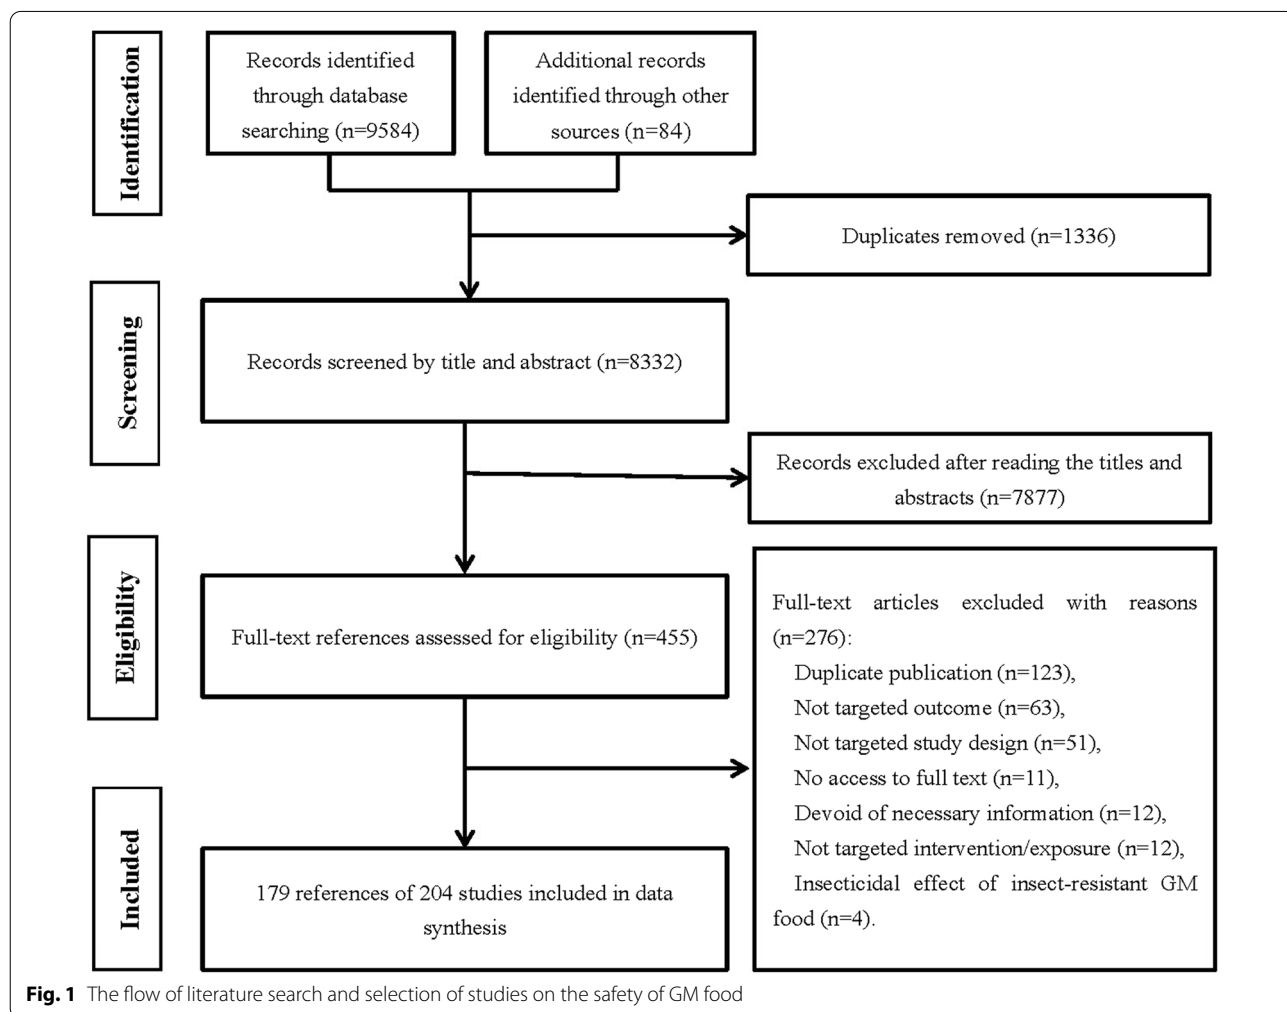 Identification
Records identified
through database
searching (n=9584)
Additional records
identified through other
sources (n=84)
Duplicates removed (n=1336)
Screening
Records screened by title and abstract (n=8332)
Records excluded after reading the titles and
abstracts (n=7877)
Eligibility
Full-text references assessed for eligibility (n=455)
Full-text articles excluded with reasons
(n=276):
Duplicate publication (n=123),
Not targeted outcome (n=63),
Not targeted study design (n=51),
No access to full text (n=11),
Devoid of necessary information (n=12),
Not targeted intervention/exposure (n=12),
Insecticidal effect of insect-resistant GM
food (n=4).
Included
179 references of 204 studies included in data
synthesis
Fig. 1 The flow of literature search and selection of studies on the safety of GM food